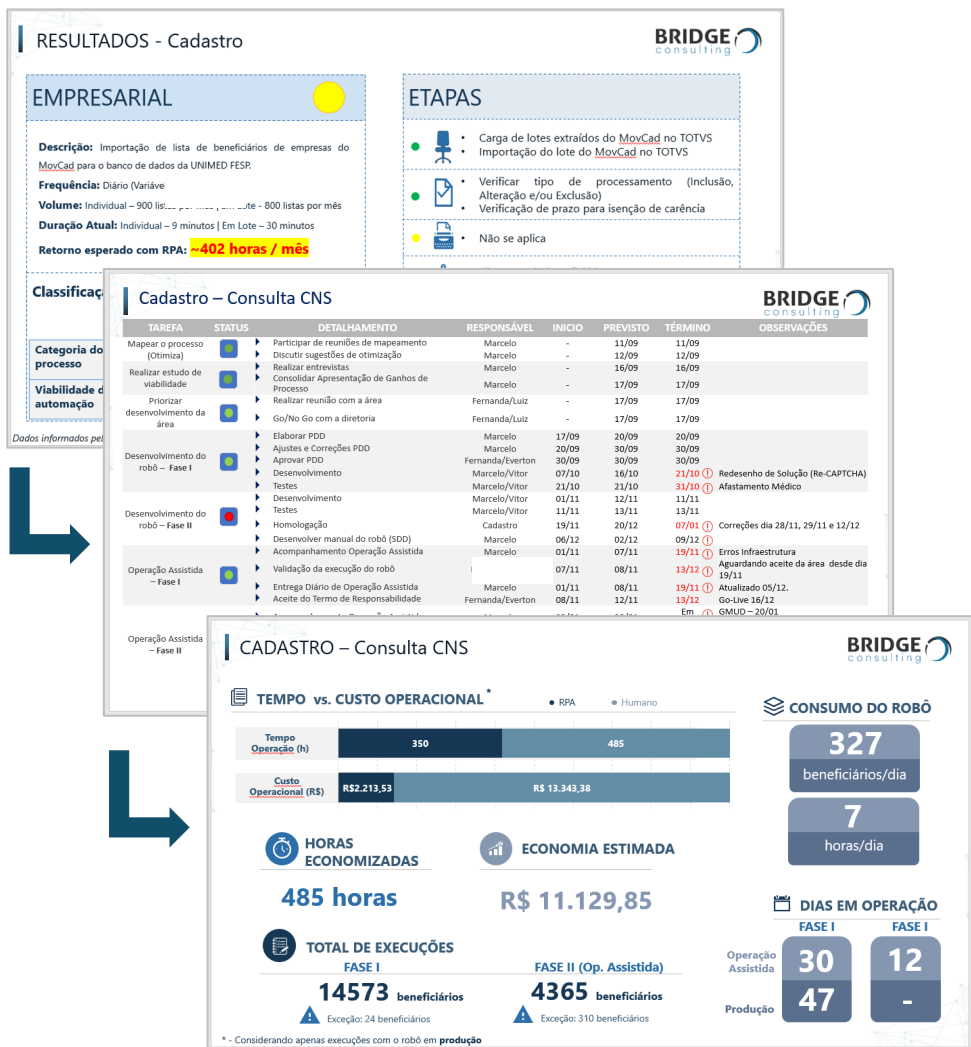 RESULTADOS - Cadastro
BRIDGE
consulting
EMPRESARIAL
Descrição: Importação de lista de beneficiários de empresas do
MovCad para o banco de dados da UNIMED FESP.
Frequência: Diário (Variáve
Volume: Individual – 900 lis - 800 listas por mês
Duração Atual: Individual – 9 minutos | Em Lote – 30 minutos
Retorno esperado com RPA: ~402 horas / mês
Classificaç
Categoria do
processo
Viabilidade d
automação
Dados informados pel
ETAPAS
• Carga de lotes extraídos do MovCad no TOTVS
• Importação do lote do MovCad no TOTVS
• Verificar tipo de processamento (Inclusão,
Alteração e/ou Exclusão)
• Verificação de prazo para isenção de carência
• Não se aplica
Cadastro – Consulta CNS
BRIDGE
consulting
TAREFA STATUS DETALHAMENTO RESPONSÁVEL INICIO PREVISTO TÉRMINO OBSERVAÇÕES
Mapear o processo
(Otimiza)
Participar de reuniões de mapeamento Marcelo - 11/09 11/09
Discutir sugestões de otimização Marcelo - 12/09 12/09
Realizar estudo de
viabilidade
Realizar entrevistas Marcelo - 16/09 16/09
Consolidar Apresentação de Ganhos de
Processo Marcelo - 17/09 17/09
Priorizar
desenvolvimento da
área
Realizar reunião com a área Fernanda/Luiz - 17/09 17/09
Go/No Go com a diretoria Fernanda/Luiz - 17/09 17/09
Desenvolvimento do
robô – Fase I
Elaborar PDD Marcelo 17/09 20/09 20/09
Ajustes e Correções PDD Marcelo 20/09 30/09 30/09
Aprovar PDD Fernanda/Everton 30/09 30/09 30/09
Desenvolvimento Marcelo/Vitor 07/10 16/10 21/10 ! Redesenho de Solução (Re-CAPTCHA)
Testes Marcelo/Vitor 21/10 21/10 31/10 ! Afastamento Médico
Desenvolvimento do
robô – Fase II
Desenvolvimento Marcelo/Vitor 01/11 12/11 11/11
Testes Marcelo/Vitor 11/11 13/11 13/11
Homologação Cadastro 19/11 20/12 07/01 ! Correções dia 28/11, 29/11 e 12/12
Desenvolver manual do robô (SDD) Marcelo 06/12 02/12 09/12 !
Operação Assistida
– Fase I
Acompanhamento Operação Assistida Marcelo 01/11 07/11 19/11 ! Erros Infraestrutura
Validação da execução do robô 07/11 08/11 13/12 ! Aguardando aceite da área desde dia
19/11
Entrega Diário de Operação Assistida Marcelo 01/11 08/11 19/11 ! Atualizado 05/12.
Aceite do Termo de Responsabilidade Fernanda/Everton 08/11 12/11 13/12 Go-Live 16/12
Operação Assistida
– Fase II
Em ! GMUD – 20/01
CADASTRO – Consulta CNS
BRIDGE
consulting
TEMPO vs. CUSTO OPERACIONAL *
• RPA • Humano
Tempo
Operação (h)
350 485
Custo
Operacional (R$)
R$2.213,53 R$ 13.343,38
HORAS
ECONOMIZADAS
485 horas
ECONOMIA ESTIMADA
R$ 11.129,85
TOTAL DE EXECUÇÕES
FASE I
14573 beneficiários
Exceção: 24 beneficiários
FASE II (Op. Assistida)
4365 beneficiários
Exceção: 310 beneficiários
* - Considerando apenas execuções com o robô em produção
CONSUMO DO ROBÔ
327
beneficiários/dia
7
horas/dia
DIAS EM OPERAÇÃO
FASE I FASE I
Operação
Assistida
30 12
Produção 47 -